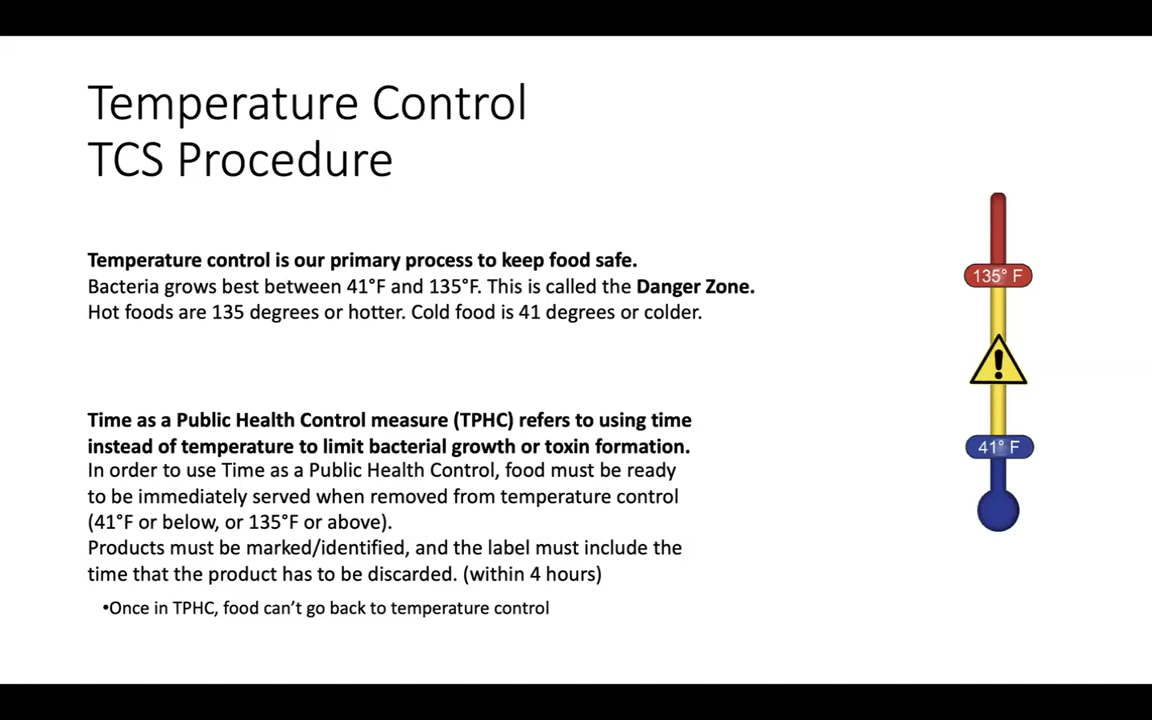 Temperature Control
TCS Procedure
Temperature control is our primary process to keep food safe.
Bacteria grows best between 41°F and 135°F. This is called the Danger Zone.
Hot foods are 135 degrees or hotter. Cold food is 41 degrees or colder.
135° F
!
41° F
Time as a Public Health Control measure (TPHC) refers to using time
instead of temperature to limit bacterial growth or toxin formation.
In order to use Time as a Public Health Control, food must be ready
to be immediately served when removed from temperature control
(41°F or below, or 135°F or above).
Products must be marked/identified, and the label must include the
time that the product has to be discarded. (within 4 hours)
•Once in TPHC, food can’t go back to temperature control